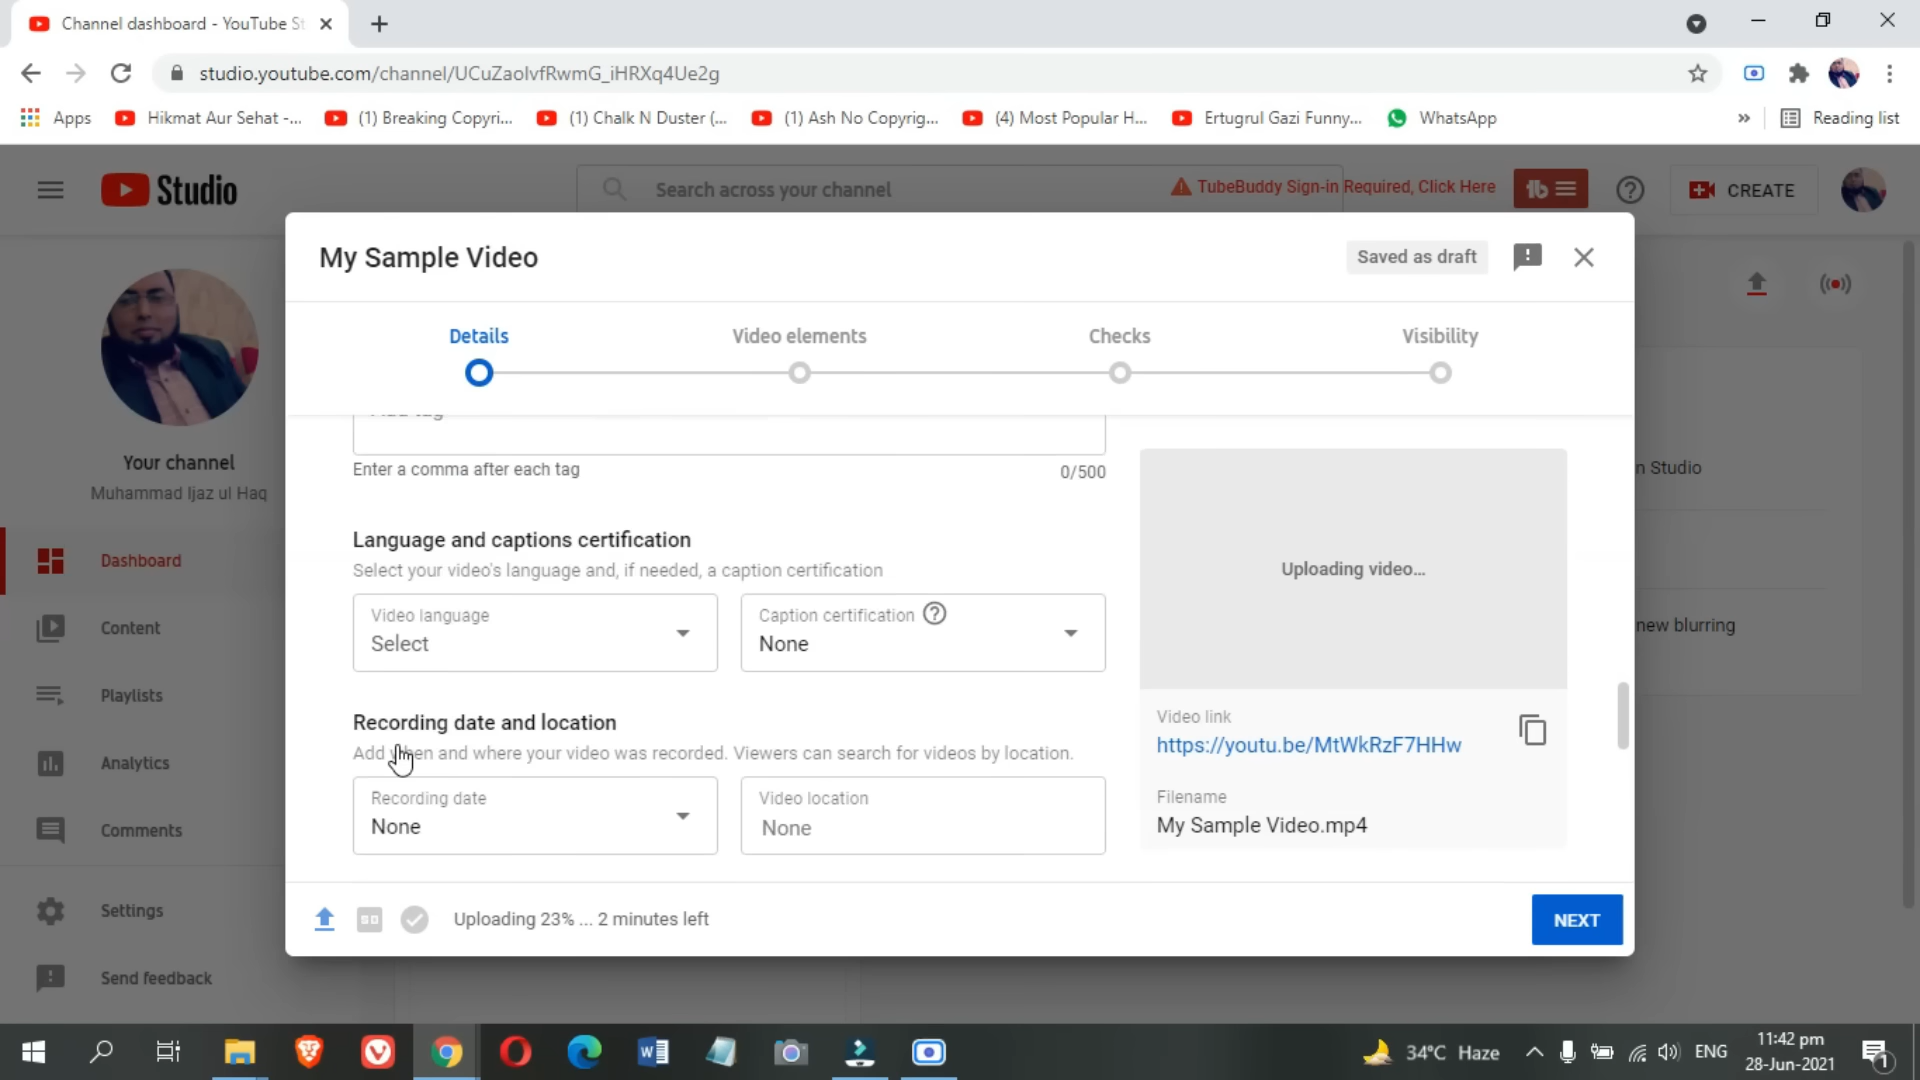 Channel dashboard - YouTube St
studio.youtube.com/channel/UCuZaolvfRwmG_iHRXq4Ue2g
Apps
Hikmat Aur Sehat -...
(1) Breaking Copyri...
(1) Chalk N Duster (...
(1) Ash No Copyrig...
(4) Most Popular H...
Ertugrul Gazi Funny...
WhatsApp
»
Reading list
Studio
Search across your channel
TubeBuddy Sign-in Required, Click Here
CREATE
My Sample Video
Saved as draft
Details
Video elements
Checks
Visibility
Your channel
Muhammad Ijaz ul Haq
Dashboard
Content
Playlists
Analytics
Comments
Settings
Send feedback
Add tag
Enter a comma after each tag
0/500
Language and captions certification
Select your video's language and, if needed, a caption certification
Video language
Select
Caption certification
None
Recording date and location
Add when and where your video was recorded. Viewers can search for videos by location.
Recording date
None
Video location
None
Uploading video...
Video link
https://youtu.be/MtWkRzF7HHw
Filename
My Sample Video.mp4
n Studio
new blurring
Uploading 23% ... 2 minutes left
NEXT
34°C Haze
ENG
11:42 pm
28-Jun-2021
1